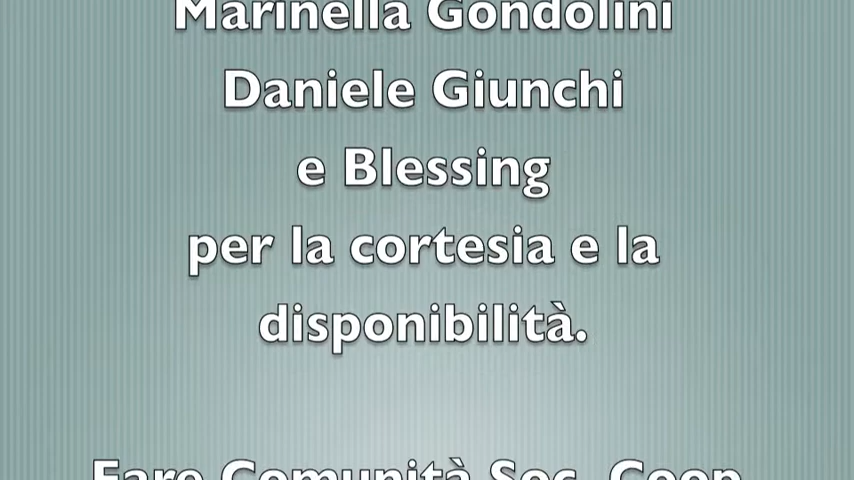 Marinella Gondolini
Daniele Giunchi
e Blessing
per la cortesia e la
disponibilità.
Fare Comunità Soc. Coop.